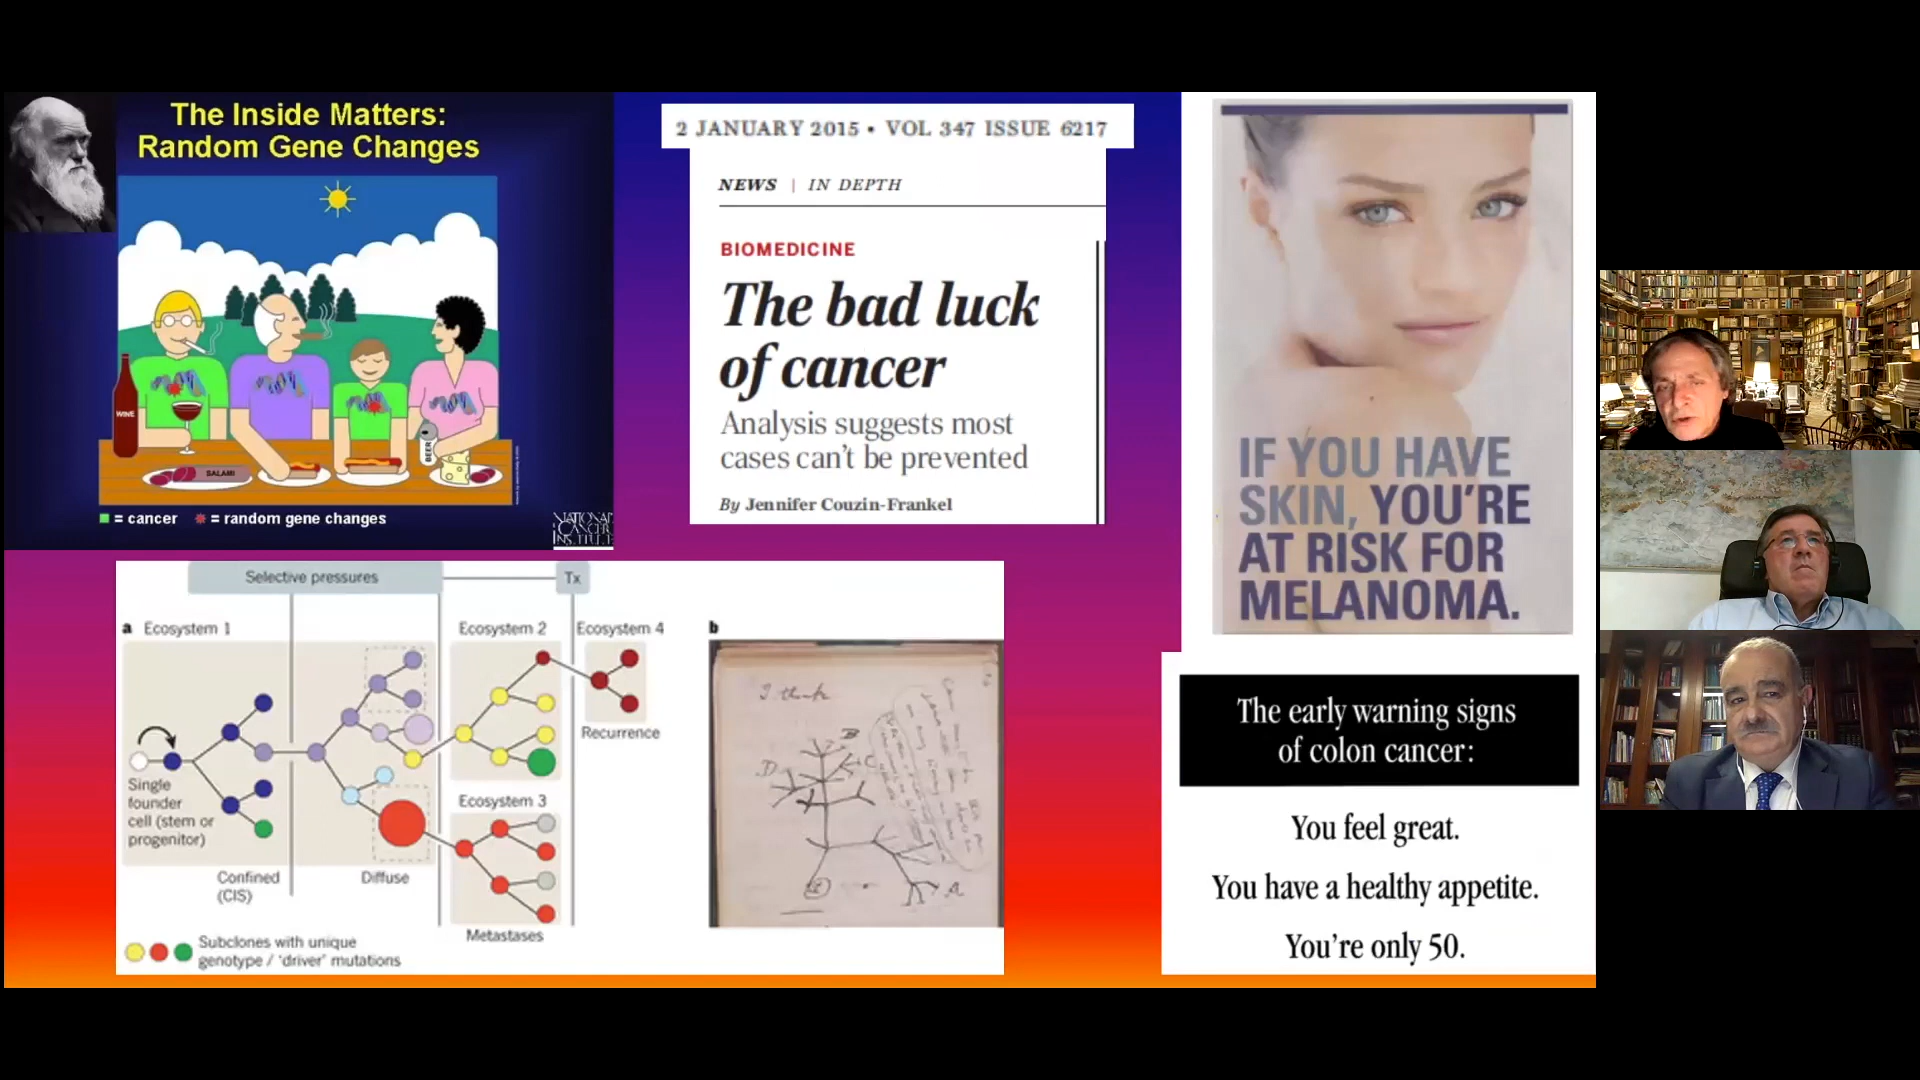 The Inside Matters:
Random Gene Changes
WINE
SALAMI
BEER
= cancer
= random gene changes
NATIONAL
CANCER
INSTITUTE
2 JANUARY 2015 • VOL 347 ISSUE 6217
NEWS | IN DEPTH
BIOMEDICINE
The bad luck
of cancer
Analysis suggests most
cases can’t be prevented
By Jennifer Couzin-Frankel
IF YOU HAVE
SKIN, YOU’RE
AT RISK FOR
MELANOMA.
The early warning signs
of colon cancer:
You feel great.
You have a healthy appetite.
You’re only 50.
Selective pressures
Tx
a Ecosystem 1
Ecosystem 2
Ecosystem 4
Recurrence
Single
founder
cell (stem or
progenitor)
Ecosystem 3
Confined
(CIS)
Diffuse
Metastases
Subclones with unique
genotype / ‘driver’ mutations
b
I think
B
D
C
A